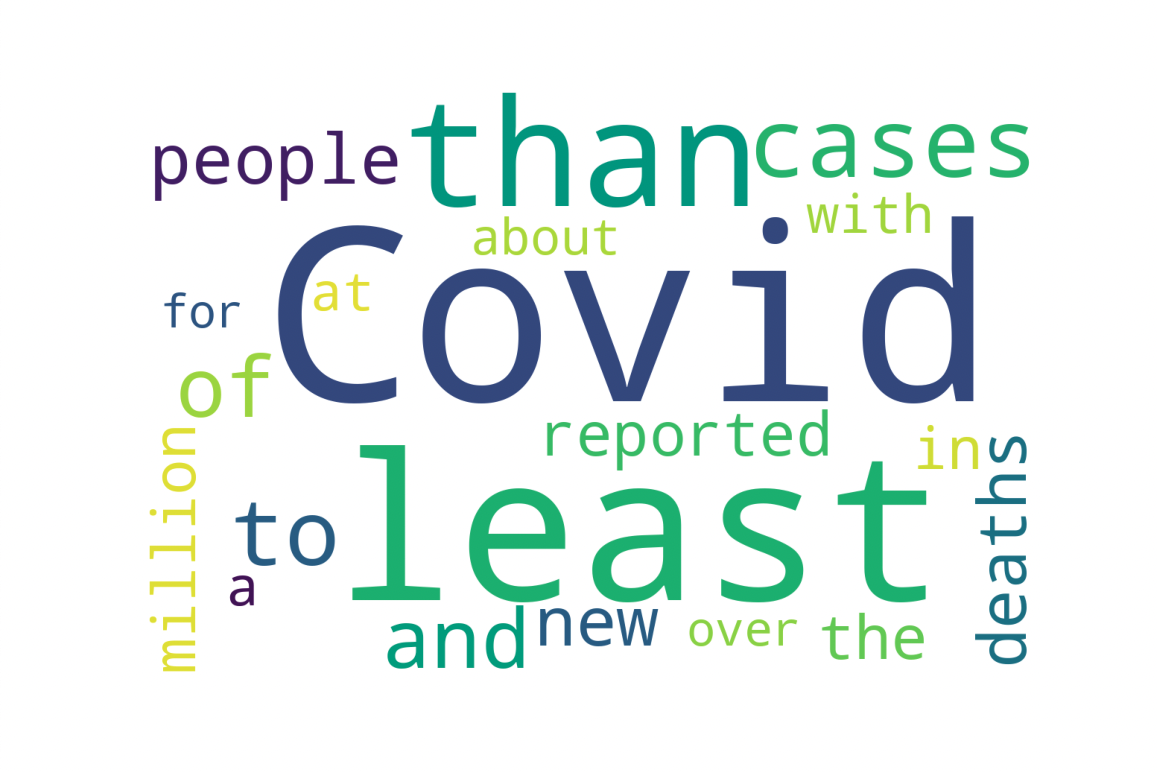 than
cases
people
with
about
Covid
at
for
of
reported
in
million
least
deaths
to
a
and
new
over
the